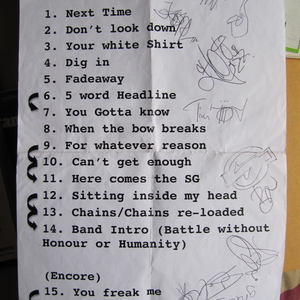 1. Next Time
2. Don't look down
3. Your white Shirt
4. Dig in
5. Fadeaway
6. 5 word Headline
7. You Gotta know
8. When the bow breaks
9. For whatever reason
10. Can't get enough
11. Here comes the SG
12. Sitting inside my head
13. Chains/Chains re-loaded
14. Band Intro (Battle without
Honour or Humanity)
(Encore)
15. You freak me